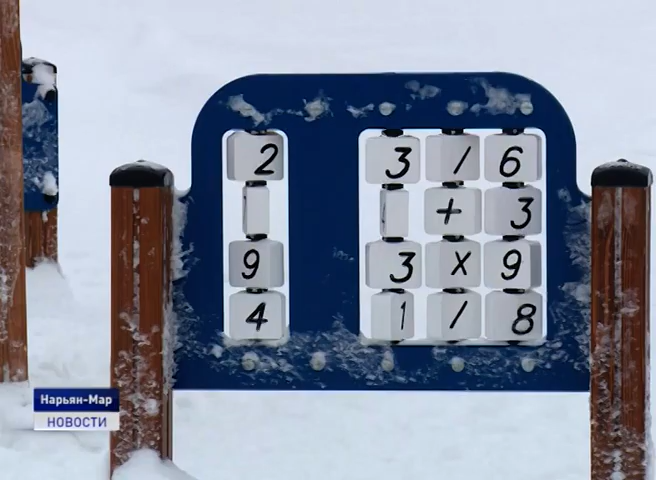 2 3 / 6
+ 3
9 3 x 9
4 1 / 8
Нарьян-Мар
НОВОСТИ